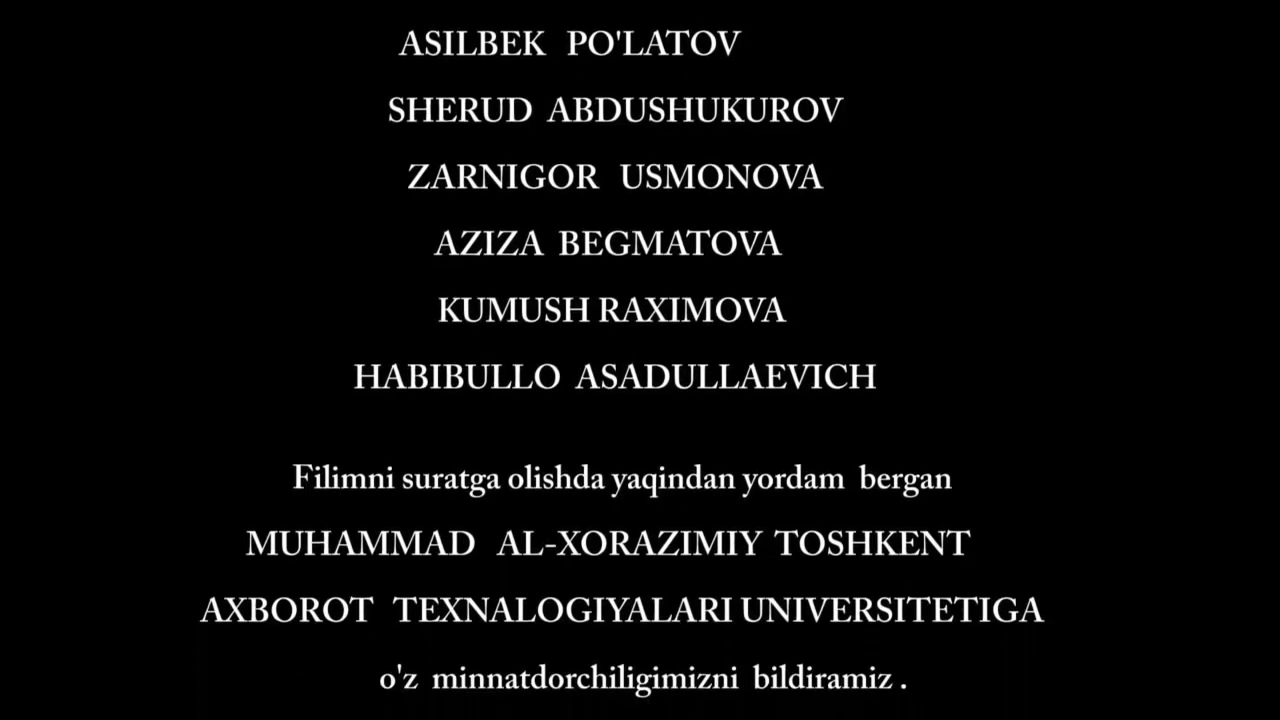 ASILBEK PO'LATOV
SHERUD ABDUSHUKUROV
ZARNIGOR USMONOVA
AZIZA BEGMATOVA
KUMUSH RAXIMOVA
HABIBULLO ASADULLAEVICH
Filimni suratga olishda yaqindan yordam bergan
MUHAMMAD AL-XORAZIMIY TOSHKENT
AXBOROT TEXNALOGIYALARI UNIVERSITETIGA
o'z minnatdorchiligimizni bildiramiz .